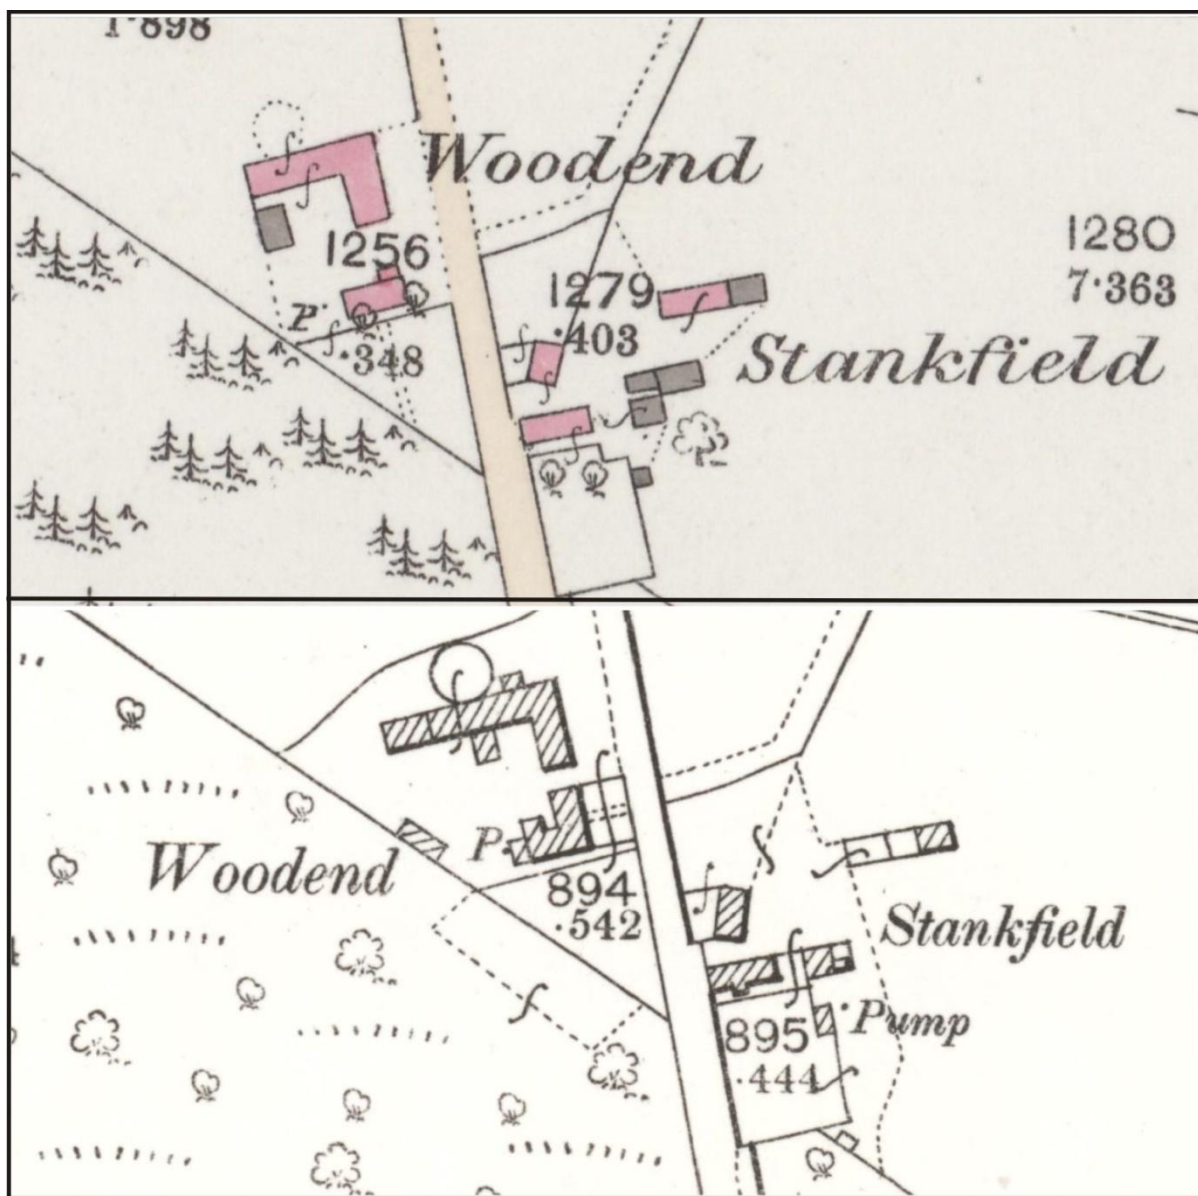 1·898
Woodend
1256
P.
·348
1279
·403
1280
7·363
Stankfield
Woodend
P.
894
·542
Stankfield
895
·444
Pump